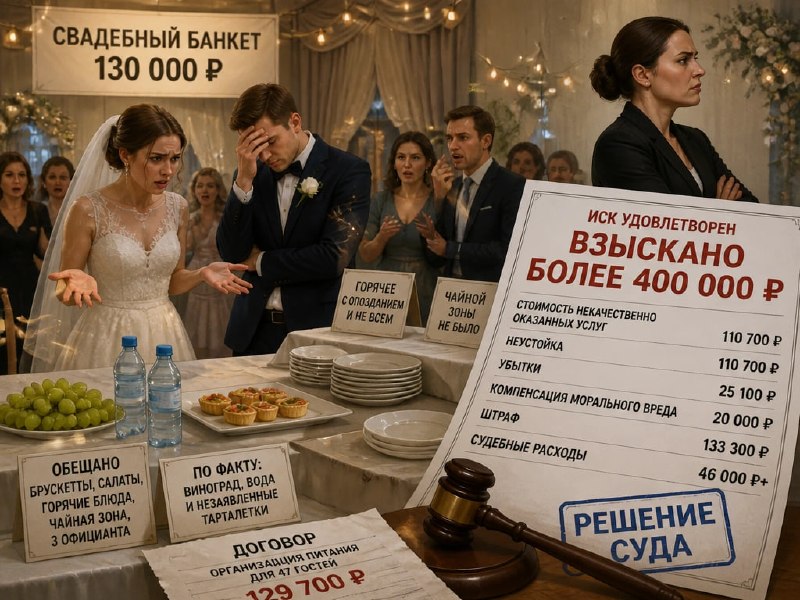 СВАДЕБНЫЙ БАНКЕТ
130 000 ₽
ГОРЯЧЕЕ
С ОПОЗДАНИЕМ
И НЕ ВСЕМ
ЧАЙНОЙ
ЗОНЫ
НЕ БЫЛО
ОБЕЩАНО
БРУСКЕТТЫ, САЛАТЫ,
ГОРЯЧИЕ БЛЮДА,
ЧАЙНАЯ ЗОНА,
3 ОФИЦИАНТА
ПО ФАКТУ:
ВИНОГРАД, ВОДА
И НЕЗАЯВЛЕННЫЕ
ТАРТАЛЕТКИ
ДОГОВОР
ОРГАНИЗАЦИЯ ПИТАНИЯ
ДЛЯ 47 ГОСТЕЙ
129 700 ₽
ИСК УДОВЛЕТВОРЕН
ВЗЫСКАНО
БОЛЕЕ 400 000 ₽
СТОИМОСТЬ НЕКАЧЕСТВЕННО
ОКАЗАННЫХ УСЛУГ 110 700 ₽
НЕУСТОЙКА 110 700 ₽
УБЫТКИ 25 100 ₽
КОМПЕНСАЦИЯ МОРАЛЬНОГО ВРЕДА 20 000 ₽
ШТРАФ 133 300 ₽
СУДЕБНЫЕ РАСХОДЫ 46 000 ₽+
РЕШЕНИЕ
СУДА